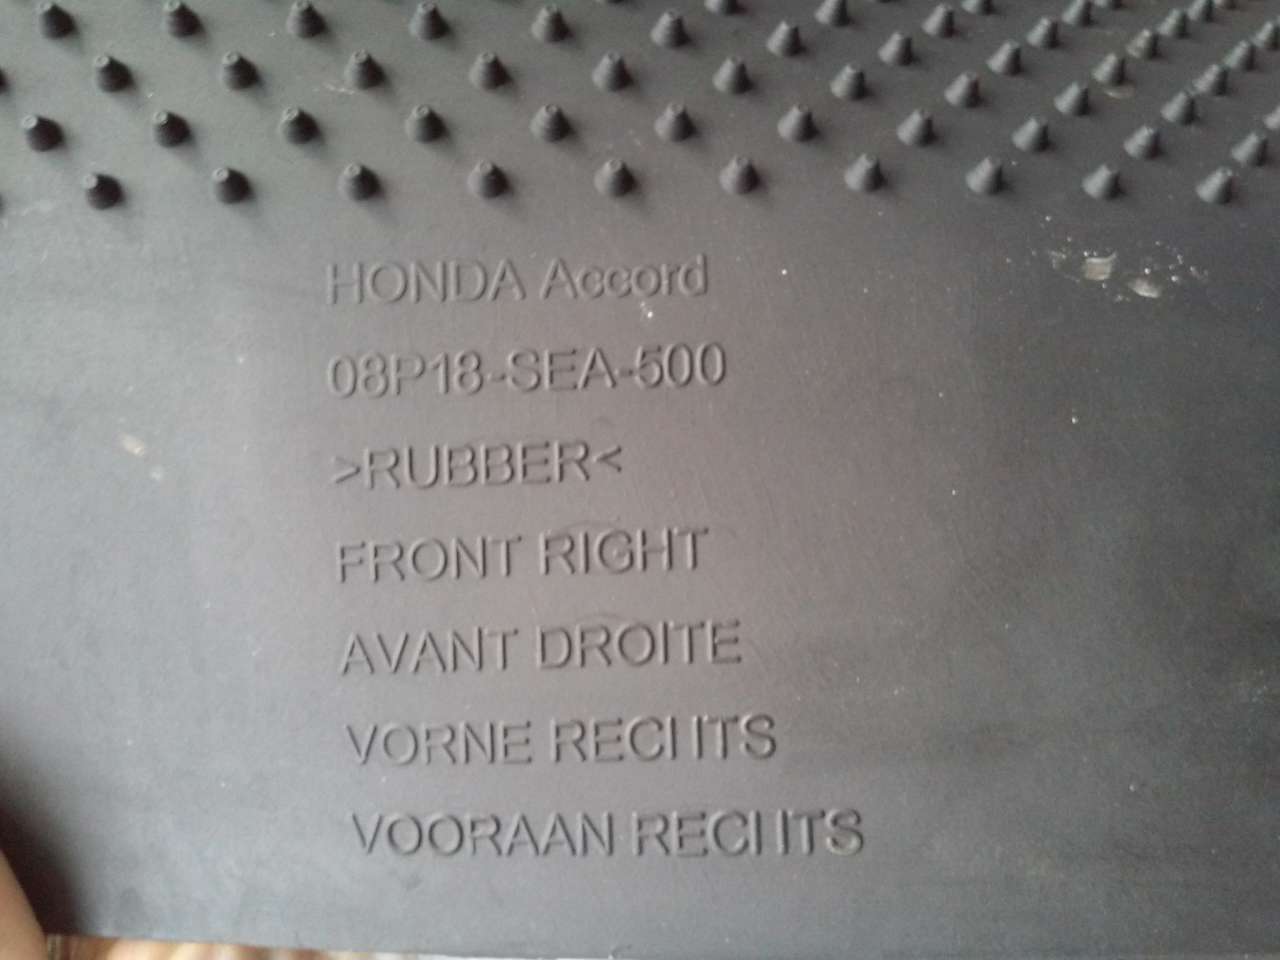 HONDA Accord
08P18-SEA-500
>RUBBER<
FRONT RIGHT
AVANT DROITE
VORNE RECHTS
VOORAAN RECHTS